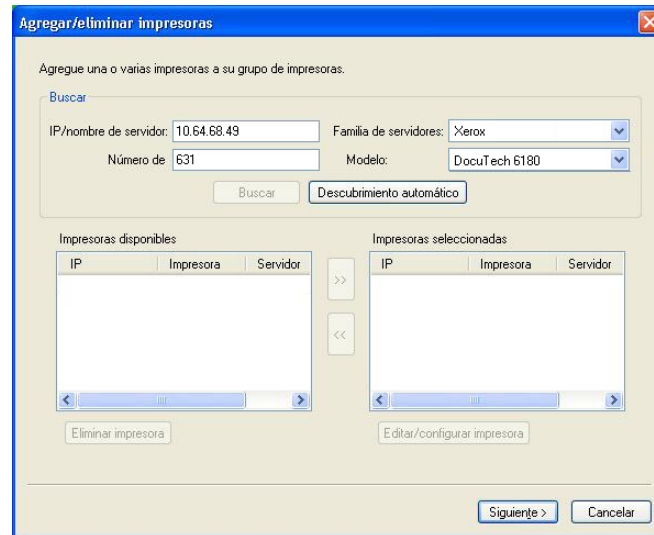 Agregar/eliminar impresoras
Agregue una o varias impresoras a su grupo de impresoras.
Buscar
IP/nombre de servidor: 10.64.68.49 Familia de servidores: Xerox
Número de 631 Modelo: DocuTech 6180
Buscar Descubrimiento automático
Impresoras disponibles Impresoras seleccionadas
IP Impresora Servidor IP Impresora Servidor
>>
<<
Eliminar impresora Editar/configurar impresora
Siguiente > Cancelar